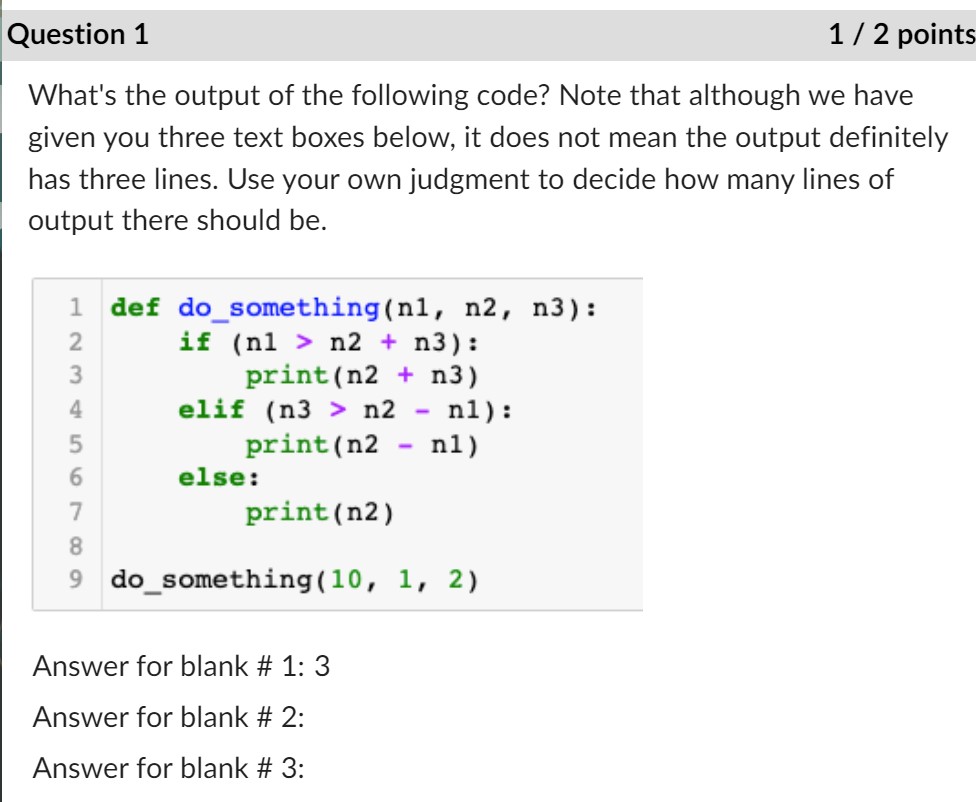 Question 1 1 / 2 points
What's the output of the following code? Note that although we have
given you three text boxes below, it does not mean the output definitely
has three lines. Use your own judgment to decide how many lines of
output there should be.
1 def do_something(n1, n2, n3):
2     if (n1 > n2 + n3):
3         print(n2 + n3)
4     elif (n3 > n2 - n1):
5         print(n2 - n1)
6     else:
7         print(n2)
8
9 do_something(10, 1, 2)
Answer for blank # 1: 3
Answer for blank # 2:
Answer for blank # 3: